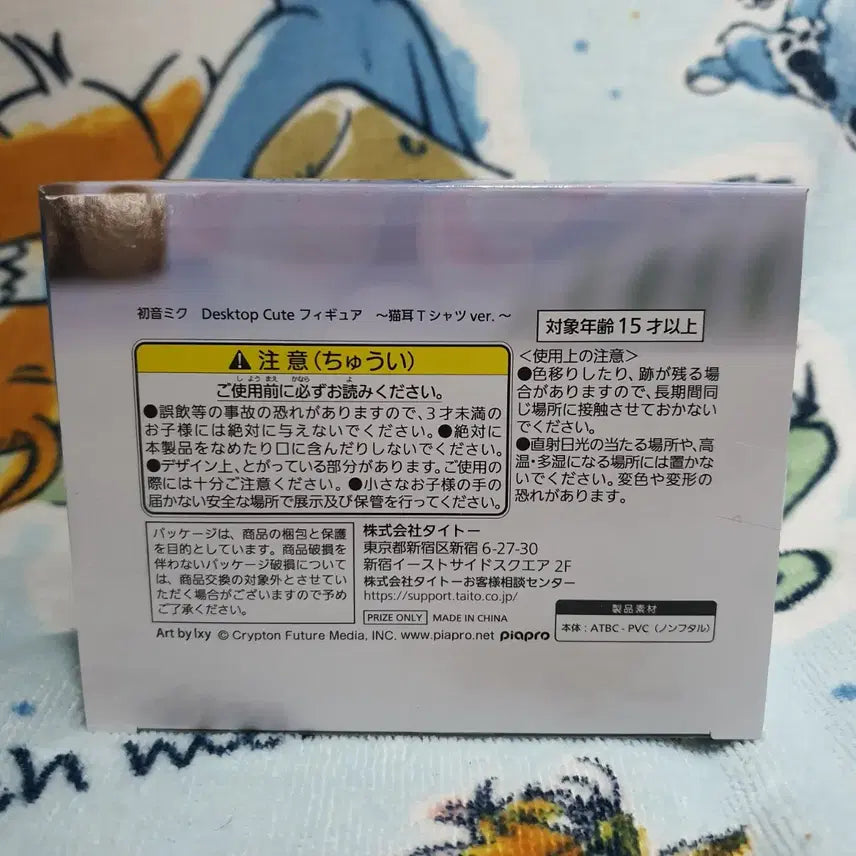 初音ミク Desktop Cute フィギュア ～猫耳Tシャツver.～
対象年齢15才以上
注意(ちゅうい)
しようまえ かなら よ
ご使用前に必ずお読みください。
●誤飲等の事故の恐れがありますので、3才未満の
お子様には絶対に与えないでください。●絶対に
本製品をなめたり口に含んだりしないでください。
●デザイン上、とがっている部分があります。ご使用の
際には十分ご注意ください。●小さなお子様の手の
届かない安全な場所で展示及び保管を行ってください。
＜使用上の注意＞
●色移りしたり、跡が残る場
合がありますので、長期間同
じ場所に接触させておかない
でください。
●直射日光の当たる場所や、高
温・多湿になる場所には置かな
いでください。変色や変形の
恐れがあります。
パッケージは、商品の梱包と保護
を目的としています。商品破損を
伴わないパッケージ破損について
は、商品交換の対象外とさせてい
ただく場合がございますので予め
ご了承ください。
株式会社タイトー
東京都新宿区新宿 6-27-30
新宿イーストサイドスクエア 2F
株式会社タイトーお客様相談センター
https://support.taito.co.jp/
PRIZE ONLY MADE IN CHINA
製品素材
本体：ATBC-PVC（ノンフタル）
Art by Ixy © Crypton Future Media, INC. www.piapro.net piapro